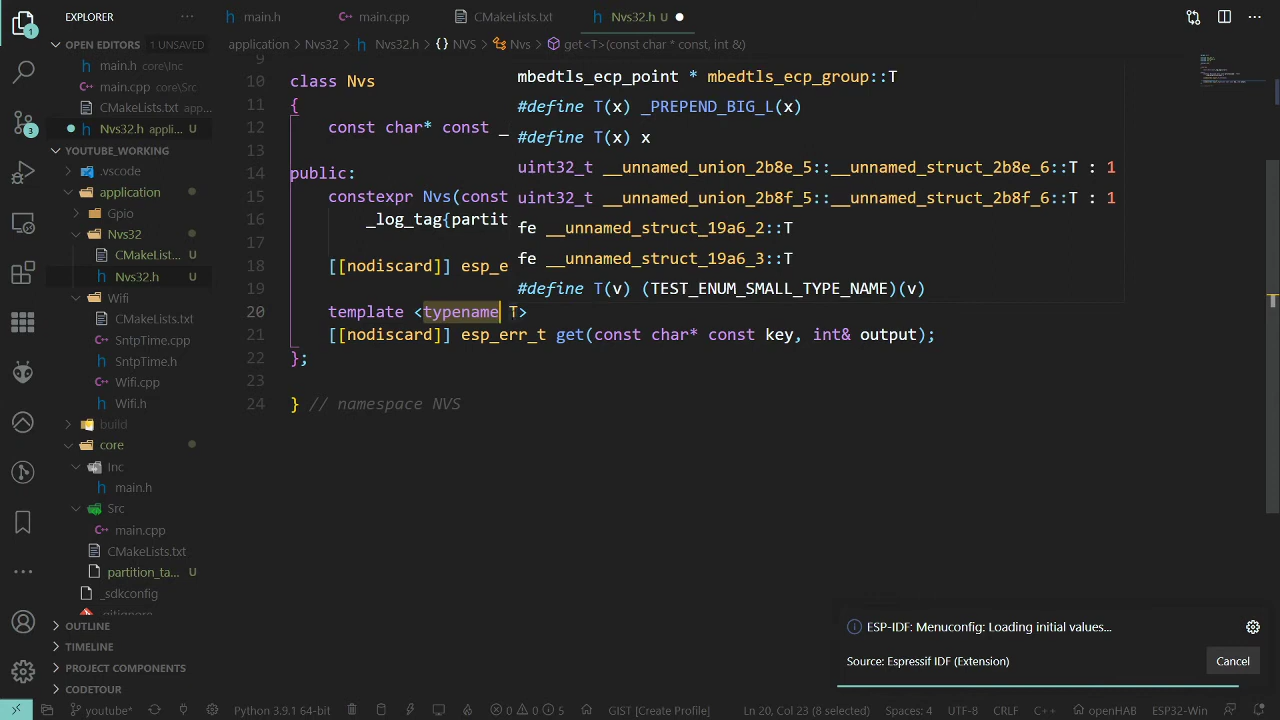 EXPLORER
main.h
main.cpp
CMakeLists.txt
Nvs32.h U
OPEN EDITORS 1 UNSAVED
main.h core\Inc
main.cpp core\Src
CMakeLists.txt app...
Nvs32.h appli... U
YOUTUBE_WORKING
.vscode
application
Gpio
Nvs32
CMakeList... U
Nvs32.h U
Wifi
CMakeLists.txt
SntpTime.cpp
SntpTime.h
Wifi.cpp
Wifi.h
build
core
Inc
main.h
Src
main.cpp
CMakeLists.txt
partition_ta... U
_sdkconfig
.gitignore
OUTLINE
TIMELINE
PROJECT COMPONENTS
CODETOUR
application > Nvs32 > Nvs32.h > {} NVS > Nvs > get<T>(const char * const, int &)
9
10 class Nvs
11 {
12 const char* const _
13
14 public:
15 constexpr Nvs(const
16 _log_tag{partit
17
18 [[nodiscard]] esp_e
19
20 template <typename T>
21 [[nodiscard]] esp_err_t get(const char* const key, int& output);
22 };
23
24 } // namespace NVS
mbedtls_ecp_point * mbedtls_ecp_group::T
#define T(x) _PREPEND_BIG_L(x)
#define T(x) x
uint32_t __unnamed_union_2b8e_5::__unnamed_struct_2b8e_6::T : 1
uint32_t __unnamed_union_2b8f_5::__unnamed_struct_2b8f_6::T : 1
fe __unnamed_struct_19a6_2::T
fe __unnamed_struct_19a6_3::T
#define T(v) (TEST_ENUM_SMALL_TYPE_NAME)(v)
ESP-IDF: Menuconfig: Loading initial values...
Source: Espressif IDF (Extension)
Cancel
youtube* Python 3.9.1 64-bit 0 0 5 GIST [Create Profile] Ln 20, Col 23 (8 selected) Spaces: 4 UTF-8 CRLF C++ openHAB ESP32-Win
1
3